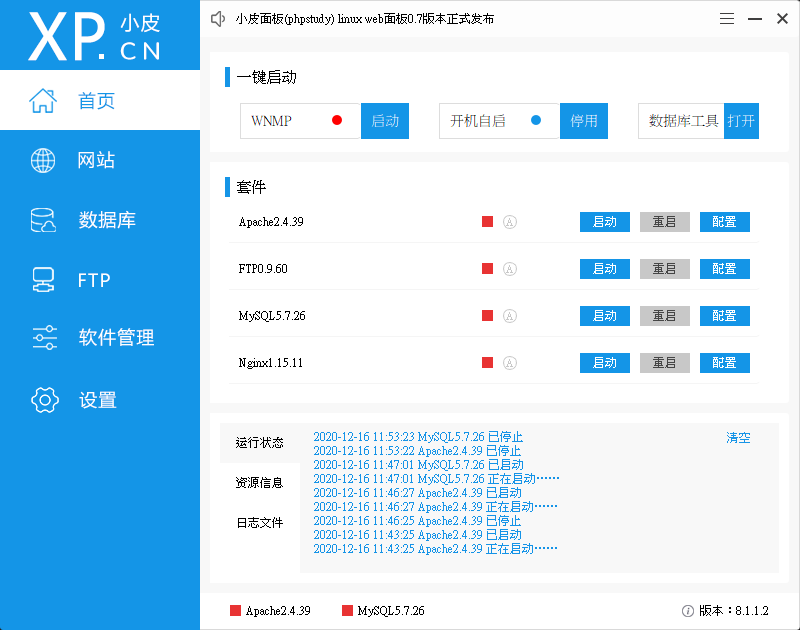 XP.CN 小皮
小皮面板(phpstudy) linux web面板0.7版本正式发布
首页
网站
数据库
FTP
软件管理
设置
一键启动
WNMP 启动 开机自启 停用 数据库工具 打开
套件
Apache2.4.39 Ⓐ 启动 重启 配置
FTP0.9.60 Ⓐ 启动 重启 配置
MySQL5.7.26 Ⓐ 启动 重启 配置
Nginx1.15.11 Ⓐ 启动 重启 配置
运行状态
资源信息
日志文件
2020-12-16 11:53:23 MySQL5.7.26 已停止
2020-12-16 11:53:22 Apache2.4.39 已停止
2020-12-16 11:47:01 MySQL5.7.26 已启动
2020-12-16 11:47:01 MySQL5.7.26 正在启动······
2020-12-16 11:46:27 Apache2.4.39 已启动
2020-12-16 11:46:27 Apache2.4.39 正在启动······
2020-12-16 11:46:25 Apache2.4.39 已停止
2020-12-16 11:43:25 Apache2.4.39 已启动
2020-12-16 11:43:25 Apache2.4.39 正在启动······
清空
Apache2.4.39 MySQL5.7.26 版本：8.1.1.2